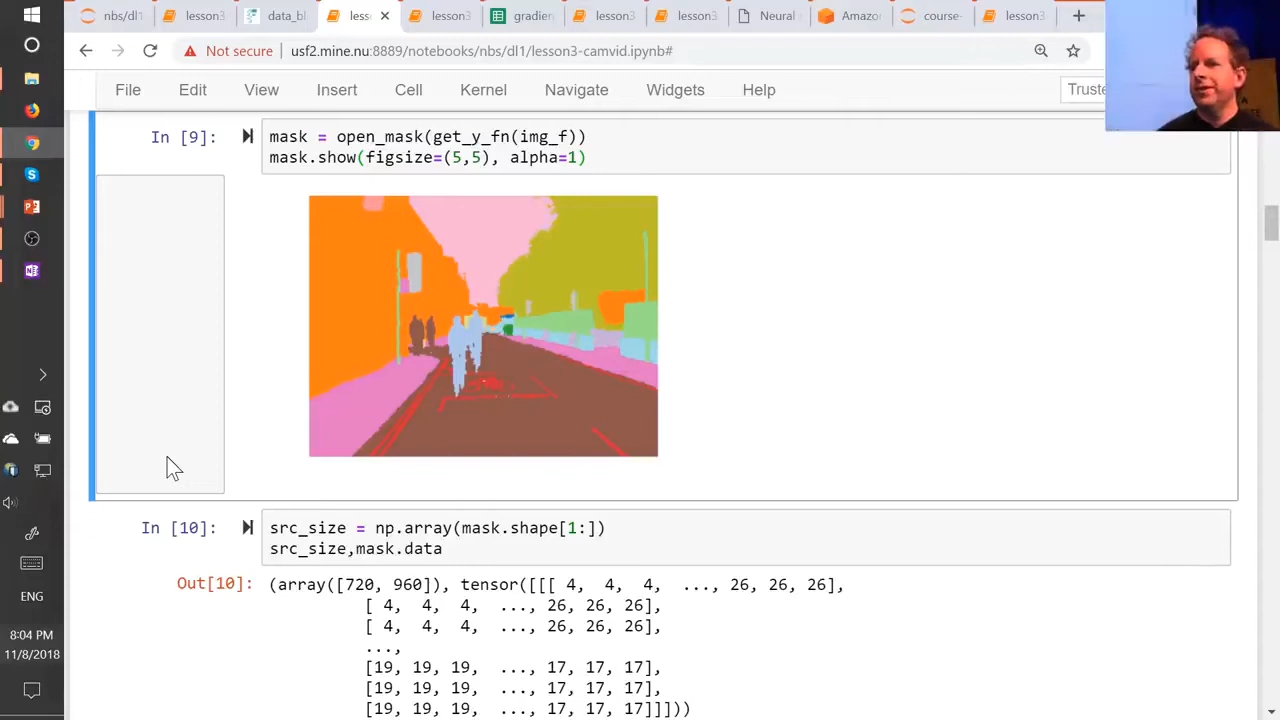 nbs/dl1 lesson3 data_bl les lesson3 gradien lesson3 lesson3 Neural Amazo course- lesson3
Not secure usf2.mine.nu:8889/notebooks/nbs/dl1/lesson3-camvid.ipynb#
File Edit View Insert Cell Kernel Navigate Widgets Help Truste
In [9]: mask = open_mask(get_y_fn(img_f))
mask.show(figsize=(5,5), alpha=1)
In [10]: src_size = np.array(mask.shape[1:])
src_size,mask.data
Out[10]: (array([720, 960]), tensor([[[ 4, 4, 4, ..., 26, 26, 26],
[ 4, 4, 4, ..., 26, 26, 26],
[ 4, 4, 4, ..., 26, 26, 26],
...,
[19, 19, 19, ..., 17, 17, 17],
[19, 19, 19, ..., 17, 17, 17],
[19, 19, 19, ..., 17, 17, 17]]]))
ENG
8:04 PM
11/8/2018